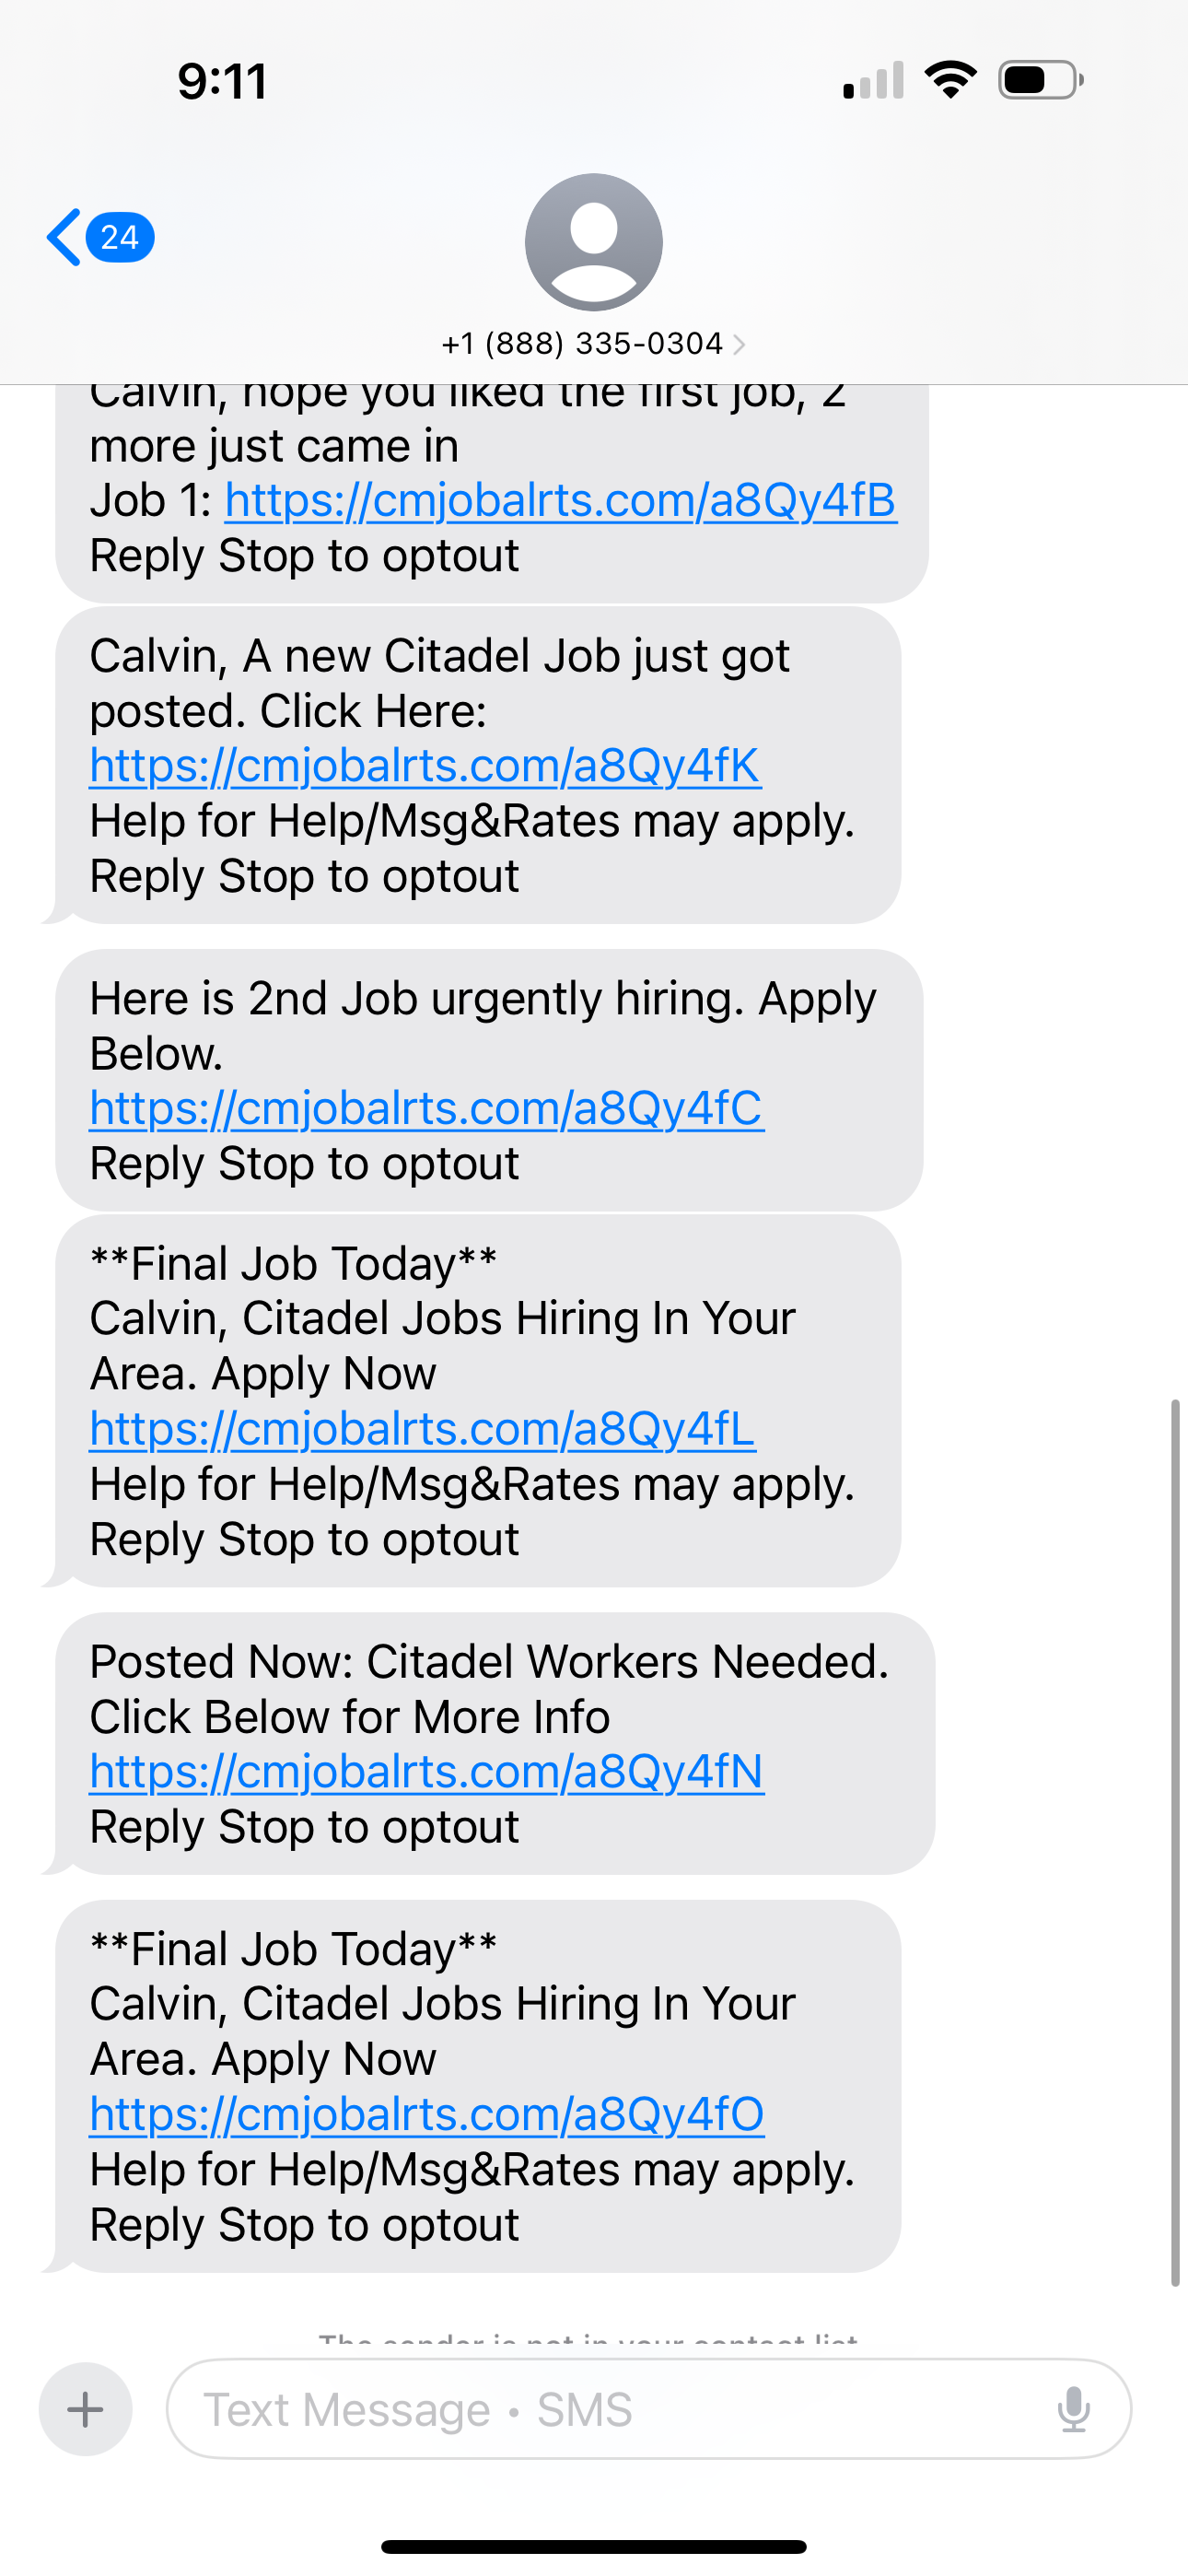 9:11
24
+1 (888) 335-0304
Calvin, hope you liked the first job, 2
more just came in
Job 1: https://cmjobalrts.com/a8Qy4fB
Reply Stop to optout
Calvin, A new Citadel Job just got
posted. Click Here:
https://cmjobalrts.com/a8Qy4fK
Help for Help/Msg&Rates may apply.
Reply Stop to optout
Here is 2nd Job urgently hiring. Apply
Below.
https://cmjobalrts.com/a8Qy4fC
Reply Stop to optout
**Final Job Today**
Calvin, Citadel Jobs Hiring In Your
Area. Apply Now
https://cmjobalrts.com/a8Qy4fL
Help for Help/Msg&Rates may apply.
Reply Stop to optout
Posted Now: Citadel Workers Needed.
Click Below for More Info
https://cmjobalrts.com/a8Qy4fN
Reply Stop to optout
**Final Job Today**
Calvin, Citadel Jobs Hiring In Your
Area. Apply Now
https://cmjobalrts.com/a8Qy4fO
Help for Help/Msg&Rates may apply.
Reply Stop to optout
The sender is not in your contact list
Text Message • SMS